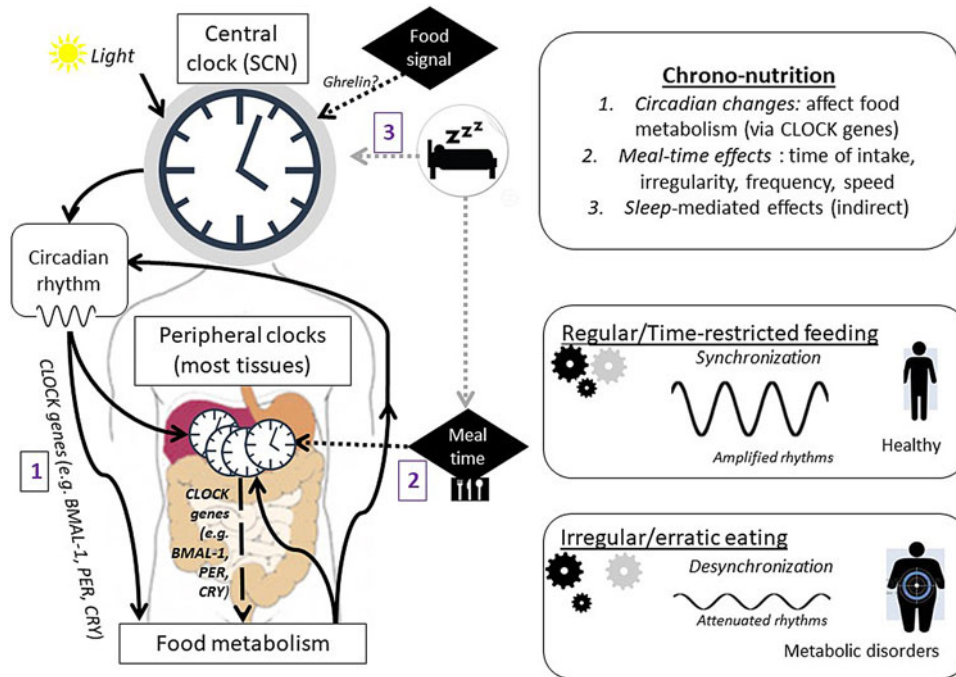 Light
Central
clock (SCN)
Food
signal
Ghrelin?
3
zzz
Circadian
rhythm
Peripheral clocks
(most tissues)
CLOCK genes (e.g. BMAL-1, PER, CRY)
1
CLOCK
genes
(e.g.
BMAL-1,
PER,
CRY)
Meal
time
2
Food metabolism
Chrono-nutrition
1. Circadian changes: affect food
metabolism (via CLOCK genes)
2. Meal-time effects : time of intake,
irregularity, frequency, speed
3. Sleep-mediated effects (indirect)
Regular/Time-restricted feeding
Synchronization
Amplified rhythms
Healthy
Irregular/erratic eating
Desynchronization
Attenuated rhythms
Metabolic disorders